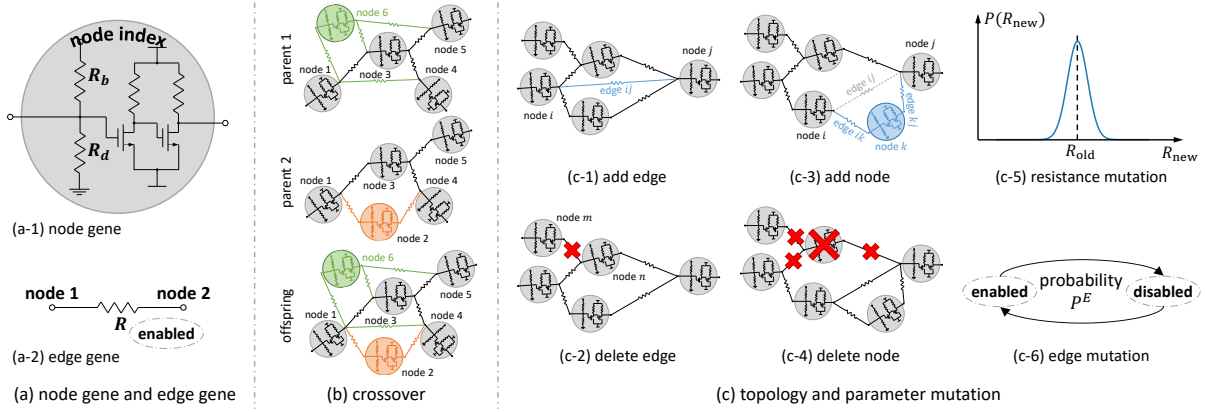 node index
R_b
R_d
(a-1) node gene
node 1
node 2
R
enabled
(a-2) edge gene
(a) node gene and edge gene
parent 1
node 6
node 1
node 3
node 5
node 4
parent 2
node 5
node 1
node 3
node 4
node 2
offspring
node 6
node 5
node 1
node 3
node 4
node 2
(b) crossover
node j
edge ij
node i
(c-1) add edge
node j
edge ij
edge kj
edge ik
node i
node k
(c-3) add node
P(R_new)
R_old
R_new
(c-5) resistance mutation
node m
node n
(c-2) delete edge
(c-4) delete node
enabled
probability
P^E
disabled
(c-6) edge mutation
(c) topology and parameter mutation